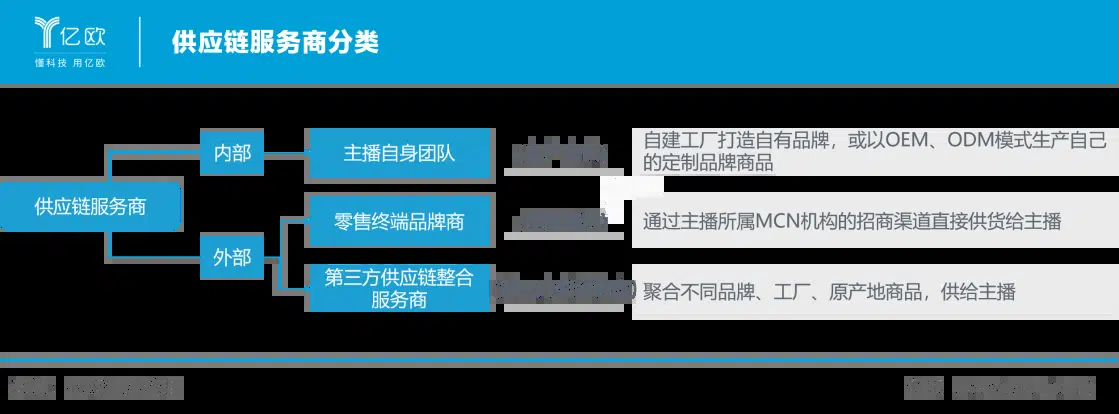 亿欧
懂科技 用亿欧
供应链服务商分类
供应链服务商
内部
外部
主播自身团队
自建工厂打造自有品牌，或以OEM、ODM模式生产自己
的定制品牌商品
零售终端品牌商
通过主播所属MCN机构的招商渠道直接供货给主播
第三方供应链整合
服务商
聚合不同品牌、工厂、原产地商品，供给主播